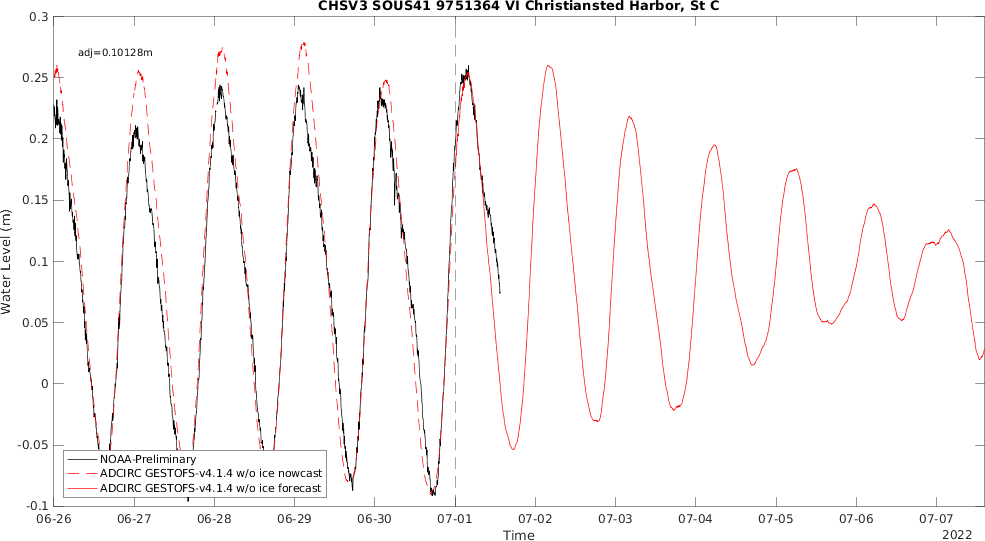 CHSV3 SOUS41 9751364 VI Christiansted Harbor, St C
adj=0.10128m
Water Level (m)
0.3
0.25
0.2
0.15
0.1
0.05
0
-0.05
-0.1
NOAA-Preliminary
ADCIRC GESTOFS-v4.1.4 w/o ice nowcast
ADCIRC GESTOFS-v4.1.4 w/o ice forecast
06-26 06-27 06-28 06-29 06-30 07-01 07-02 07-03 07-04 07-05 07-06 07-07
Time
2022